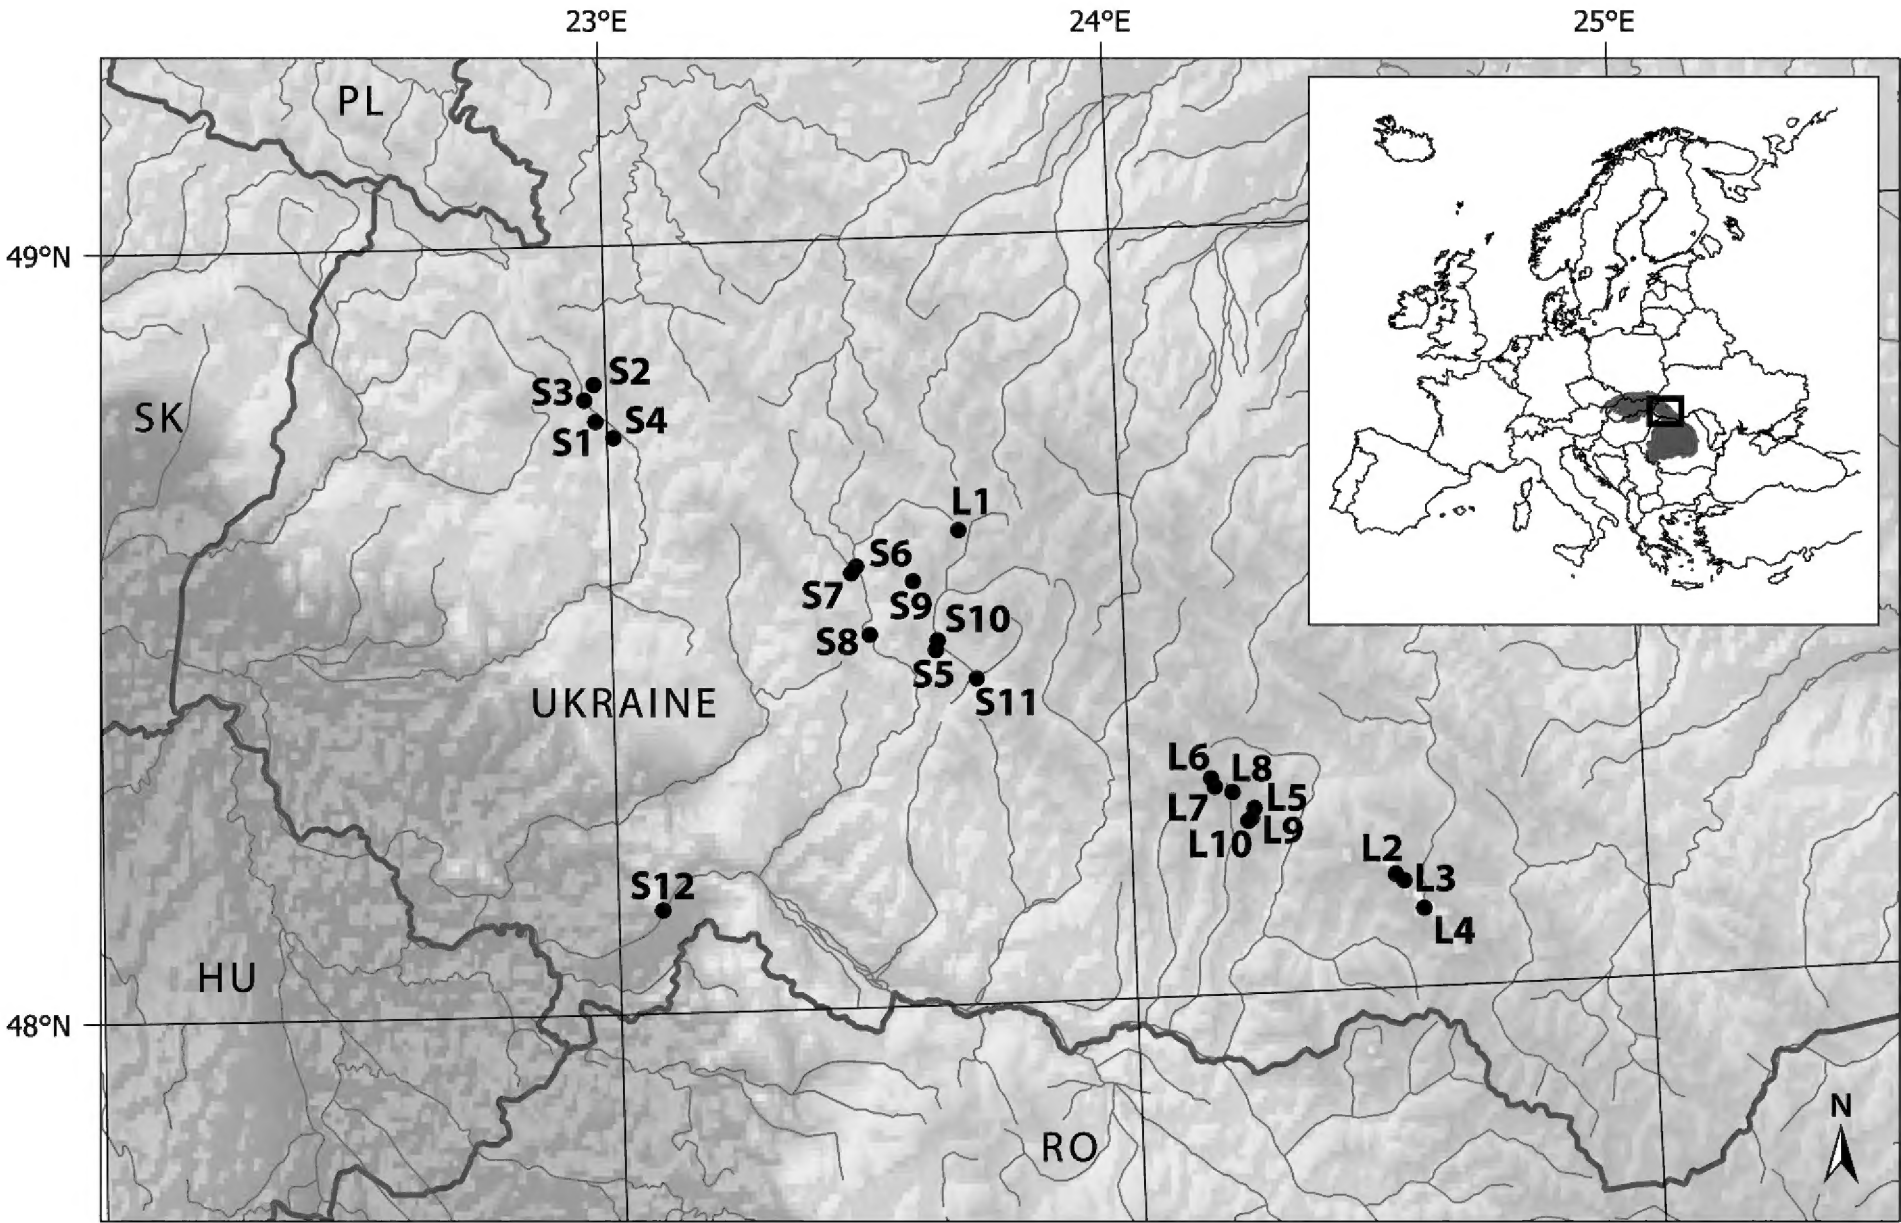 23°E 24°E 25°E
PL
49°N
S2
S3
SK
S4
S1
L1
S6
S7
S9
S10
S8
S5
UKRAINE
S11
L6
L8
L7
L5
L9
L10
L2
L3
S12
L4
HU
48°N
N
RO